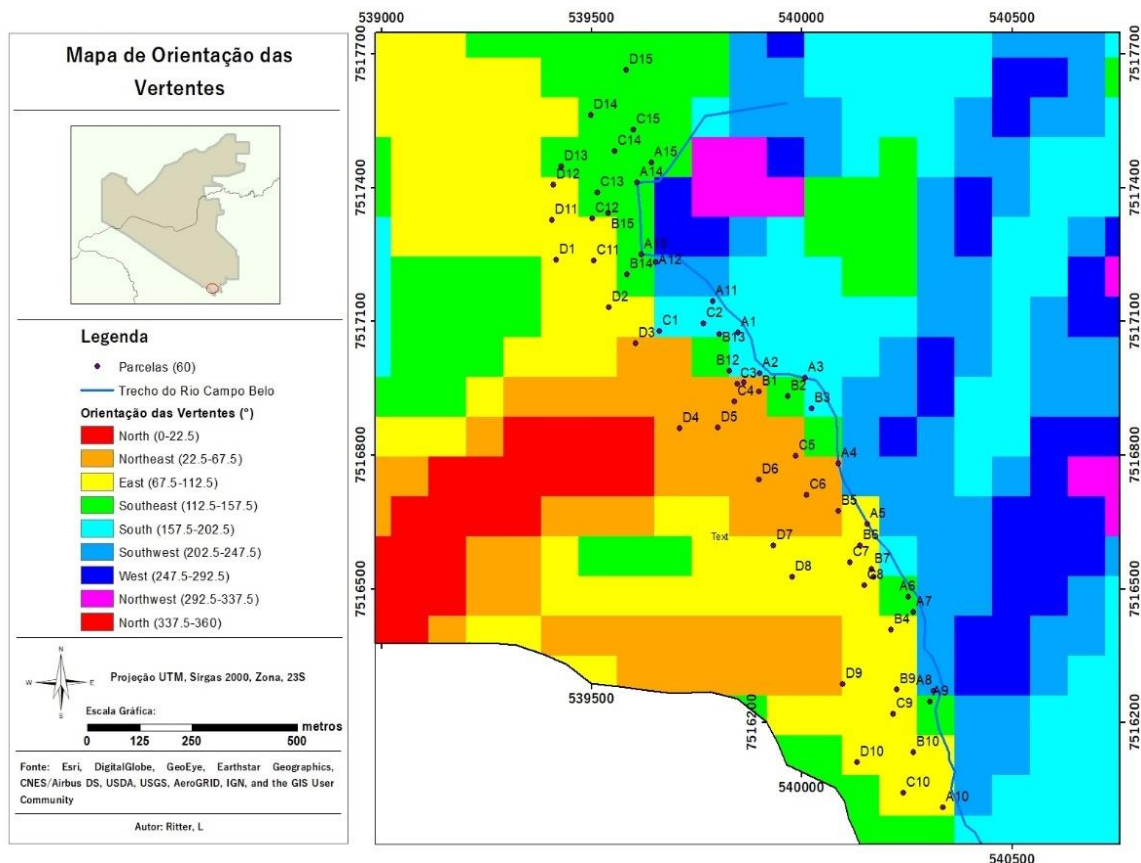 Mapa de Orientação das
Vertentes
Legenda
Parcelas (60)
Trecho do Rio Campo Belo
Orientação das Vertentes (°)
North (0-22.5)
Northeast (22.5-67.5)
East (67.5-112.5)
Southeast (112.5-157.5)
South (157.5-202.5)
Southwest (202.5-247.5)
West (247.5-292.5)
Northwest (292.5-337.5)
North (337.5-360)
N
W E
S
Projeção UTM, Sirgas 2000, Zona, 23S
Escala Gráfica:
metros
0 125 250 500
Fonte: Esri, DigitalGlobe, GeoEye, Earthstar Geographics,
CNES/Airbus DS, USDA, USGS, AeroGRID, IGN, and the GIS User
Community
Autor: Ritter, L
539000 539500 540000 540500
7517700 7517700
D15
D14
C15
C14 A15
D13
D12 A14
7517400 7517400
C13
C12
D11 B15
A13
D1 C11 A12
B14
D2 A11
7517100 7517100
C1 C2 A1
B13
D3
B12 A2 A3
C3
B1 B2
C4 B3
D4 D5
7516800 7516800
C5 A4
D6
C6
B5
A5
Text
D7 B6
C7 B7
D8 C8
7516500 7516500
A6
A7
B4
D9 B9 A8
A9
539500
C9
7516200 7516200
B10
D10
540000
C10
A10
540500